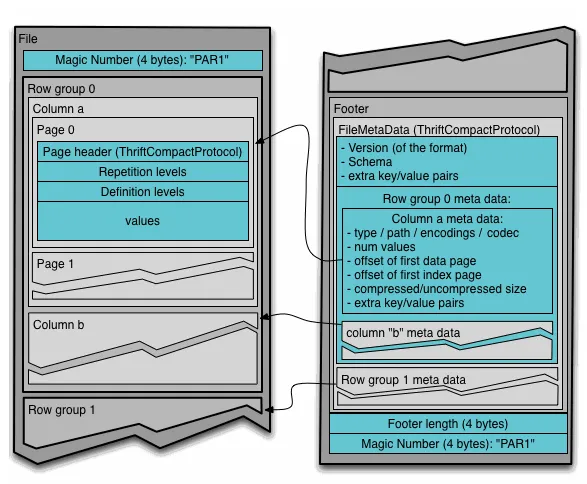 File
Magic Number (4 bytes): "PAR1"
Row group 0
Column a
Page 0
Page header (ThriftCompactProtocol)
Repetition levels
Definition levels
values
Page 1
Column b
Row group 1
Footer
FileMetaData (ThriftCompactProtocol)
- Version (of the format)
- Schema
- extra key/value pairs
Row group 0 meta data:
Column a meta data:
- type / path / encodings / codec
- num values
- offset of first data page
- offset of first index page
- compressed/uncompressed size
- extra key/value pairs
column "b" meta data
Row group 1 meta data
Footer length (4 bytes)
Magic Number (4 bytes): "PAR1"